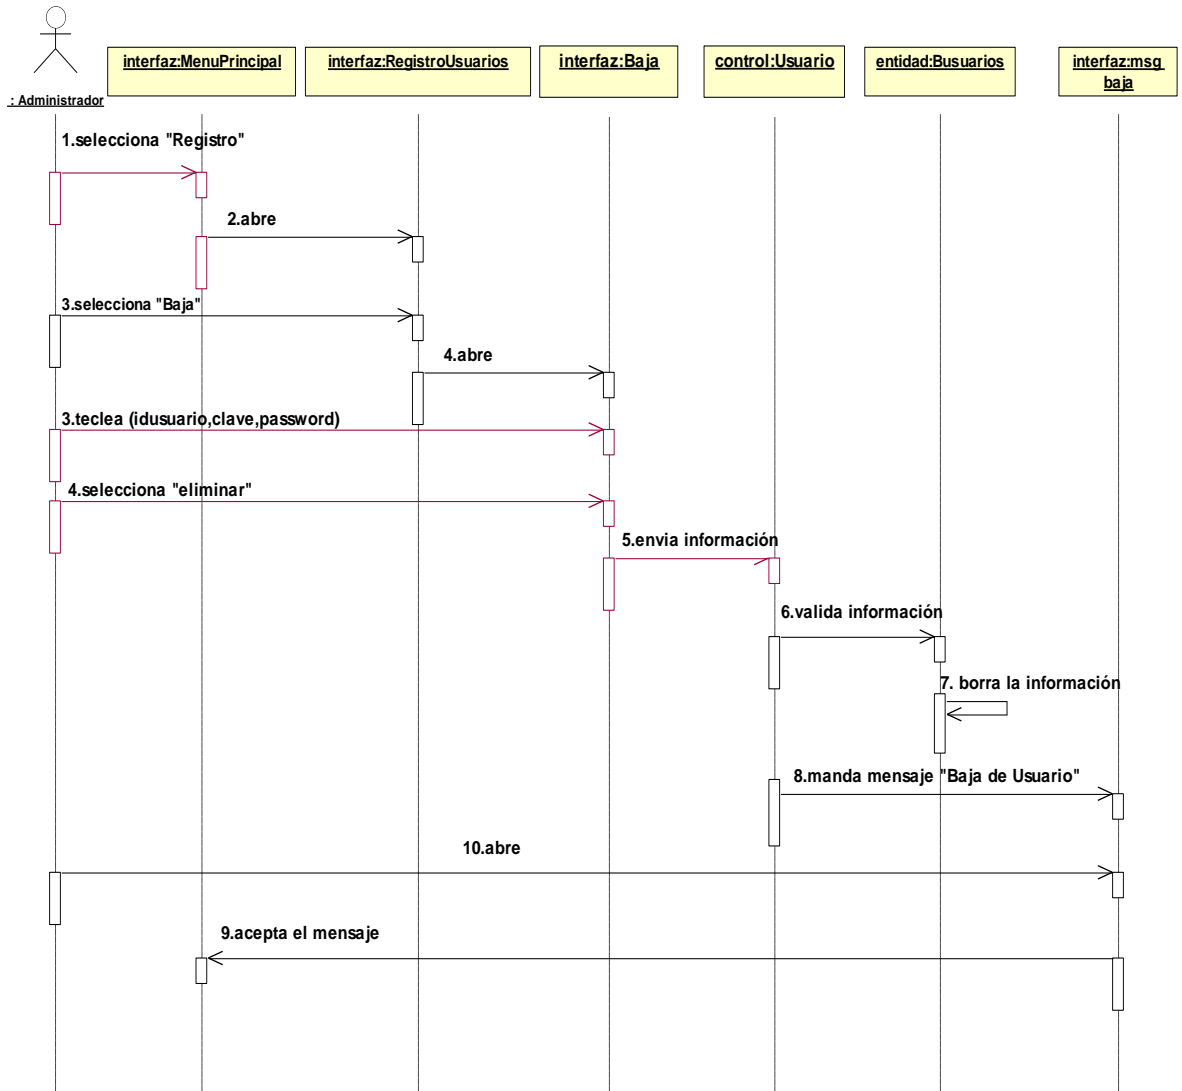 : Administrador
interfaz:MenuPrincipal
interfaz:RegistroUsuarios
interfaz:Baja
control:Usuario
entidad:Busuarios
interfaz:msg
baja
1.selecciona "Registro"
2.abre
3.selecciona "Baja"
4.abre
3.teclea (idusuario,clave,password)
4.selecciona "eliminar"
5.envia información
6.valida información
7. borra la información
8.manda mensaje "Baja de Usuario"
10.abre
9.acepta el mensaje